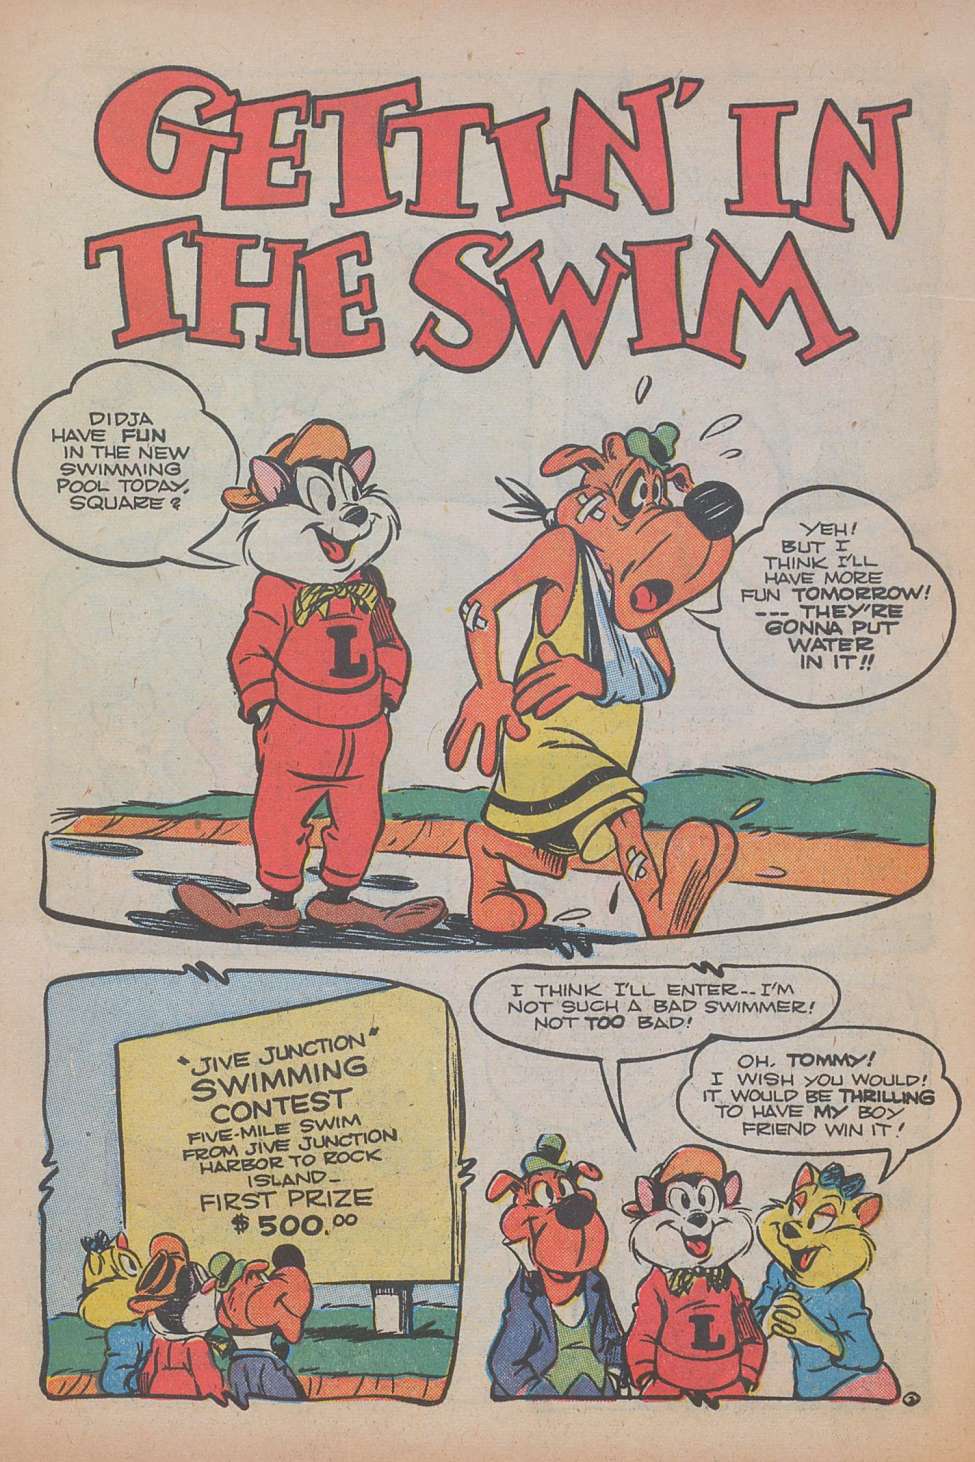 GETTIN' IN
THE SWIM
DIDJA
HAVE FUN
IN THE NEW
SWIMMING
POOL TODAY,
SQUARE?
YEH!
BUT I
THINK I'LL
HAVE MORE
FUN TOMORROW!
--- THEY'RE
GONNA PUT
WATER
IN IT!!
L
"JIVE JUNCTION"
SWIMMING
CONTEST
FIVE-MILE SWIM
FROM JIVE JUNCTION
HARBOR TO ROCK
ISLAND-
FIRST PRIZE
$500.00
I THINK I'LL ENTER-- I'M
NOT SUCH A BAD SWIMMER!
NOT TOO BAD!
OH, TOMMY!
I WISH YOU WOULD!
IT WOULD BE THRILLING
TO HAVE MY BOY
FRIEND WIN IT!
L
2